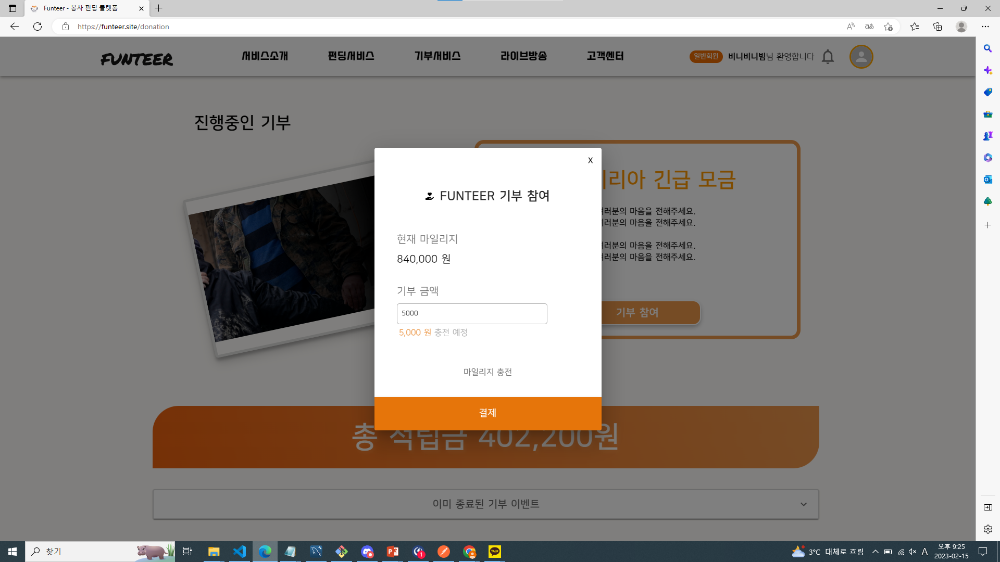 Funteer - 봉사 펀딩 플랫폼
https://funteer.site/donation
FUNTEER
서비스소개
펀딩서비스
기부서비스
라이브방송
고객센터
일반회원
비니비니빔님 환영합니다
진행중인 기부
리아 긴급 모금
러분의 마음을 전해주세요.
러분의 마음을 전해주세요.
러분의 마음을 전해주세요.
러분의 마음을 전해주세요.
기부 참여
X
FUNTEER 기부 참여
현재 마일리지
840,000 원
기부 금액
5000
5,000 원 충전 예정
마일리지 충전
결제
총 적립금 402,200원
이미 종료된 기부 이벤트
찾기
1
TALK
3°C 대체로 흐림
A
오후 9:25
2023-02-15